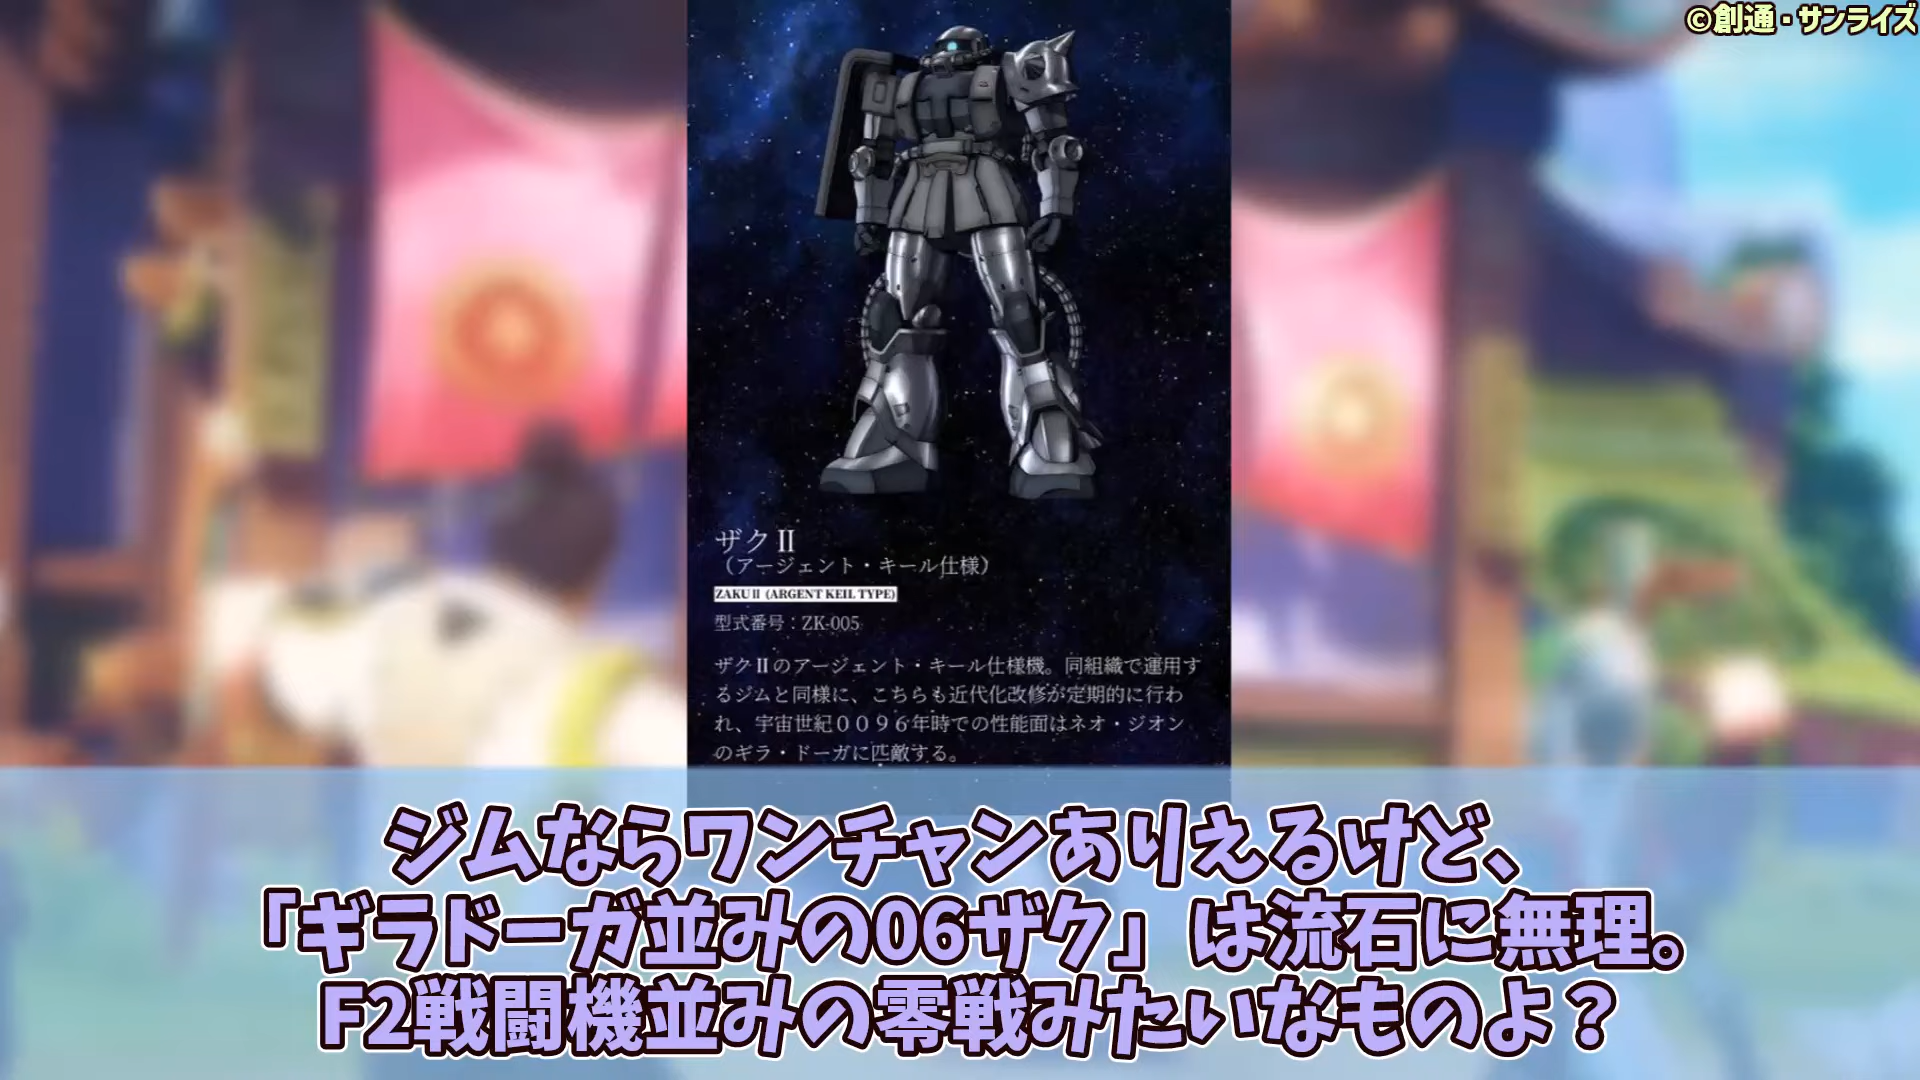 ©創通・サンライズ
ザクⅡ
（アージェント・キール仕様）
ZAKUⅡ (ARGENT KEIL TYPE)
型式番号：ZK-005
ザクⅡのアージェント・キール仕様機。同組織で運用す
るジムと同様に、こちらも近代化改修が定期的に行わ
れ、宇宙世紀００９６年時での性能面はネオ・ジオン
のギラ・ドーガに匹敵する。
ジムならワンチャンありえるけど、
「ギラドーガ並みの06ザク」は流石に無理。
F2戦闘機並みの零戦みたいなものよ？